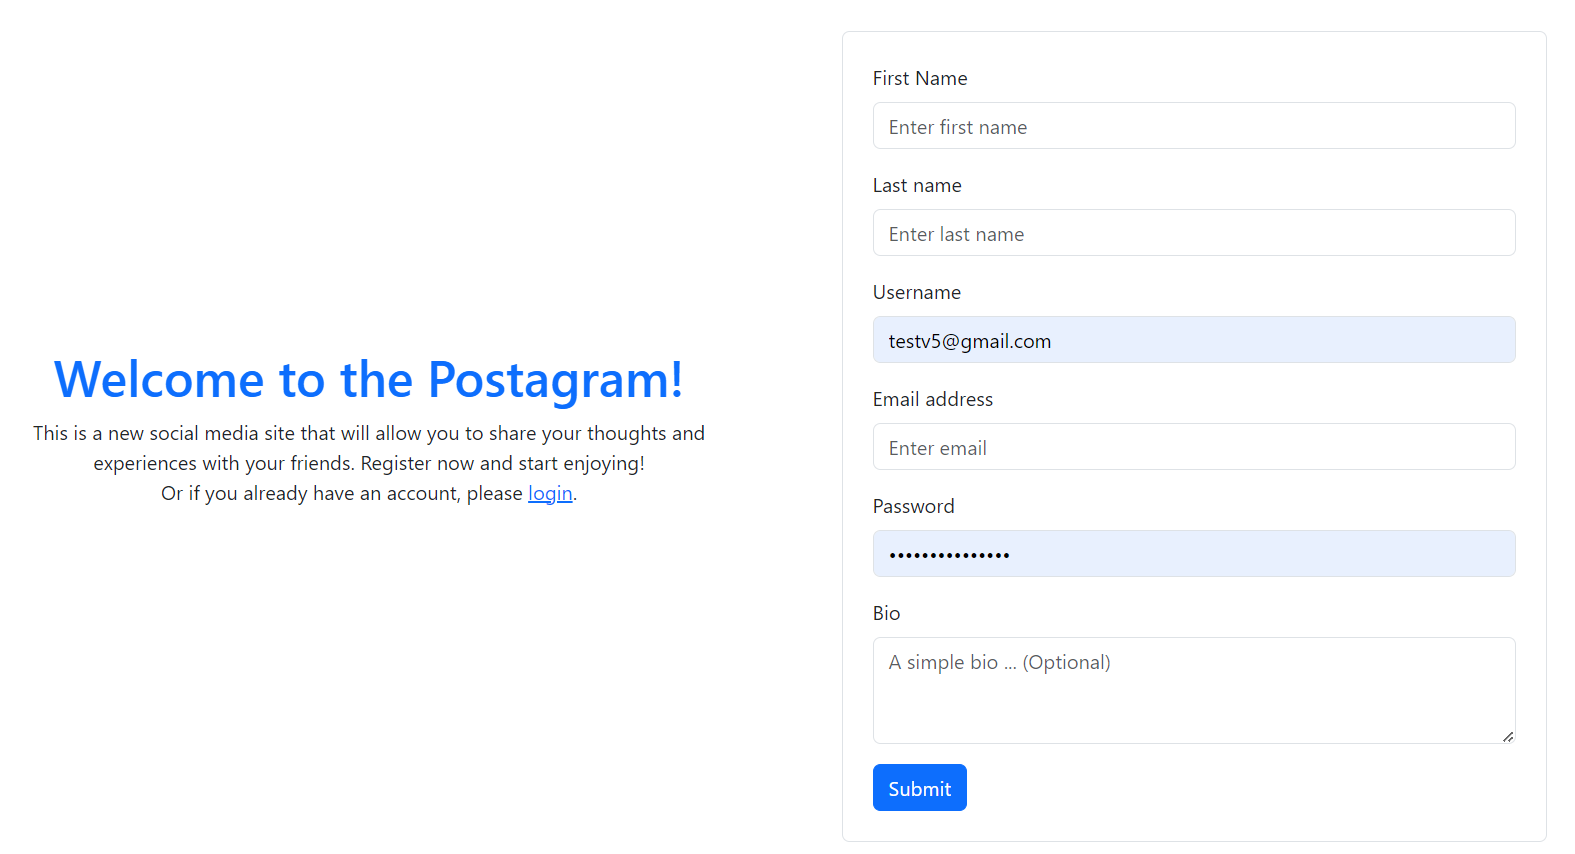 Welcome to the Postagram!
This is a new social media site that will allow you to share your thoughts and
experiences with your friends. Register now and start enjoying!
Or if you already have an account, please login.
First Name
Enter first name
Last name
Enter last name
Username
testv5@gmail.com
Email address
Enter email
Password
•••••••••••••••
Bio
A simple bio ... (Optional)
Submit